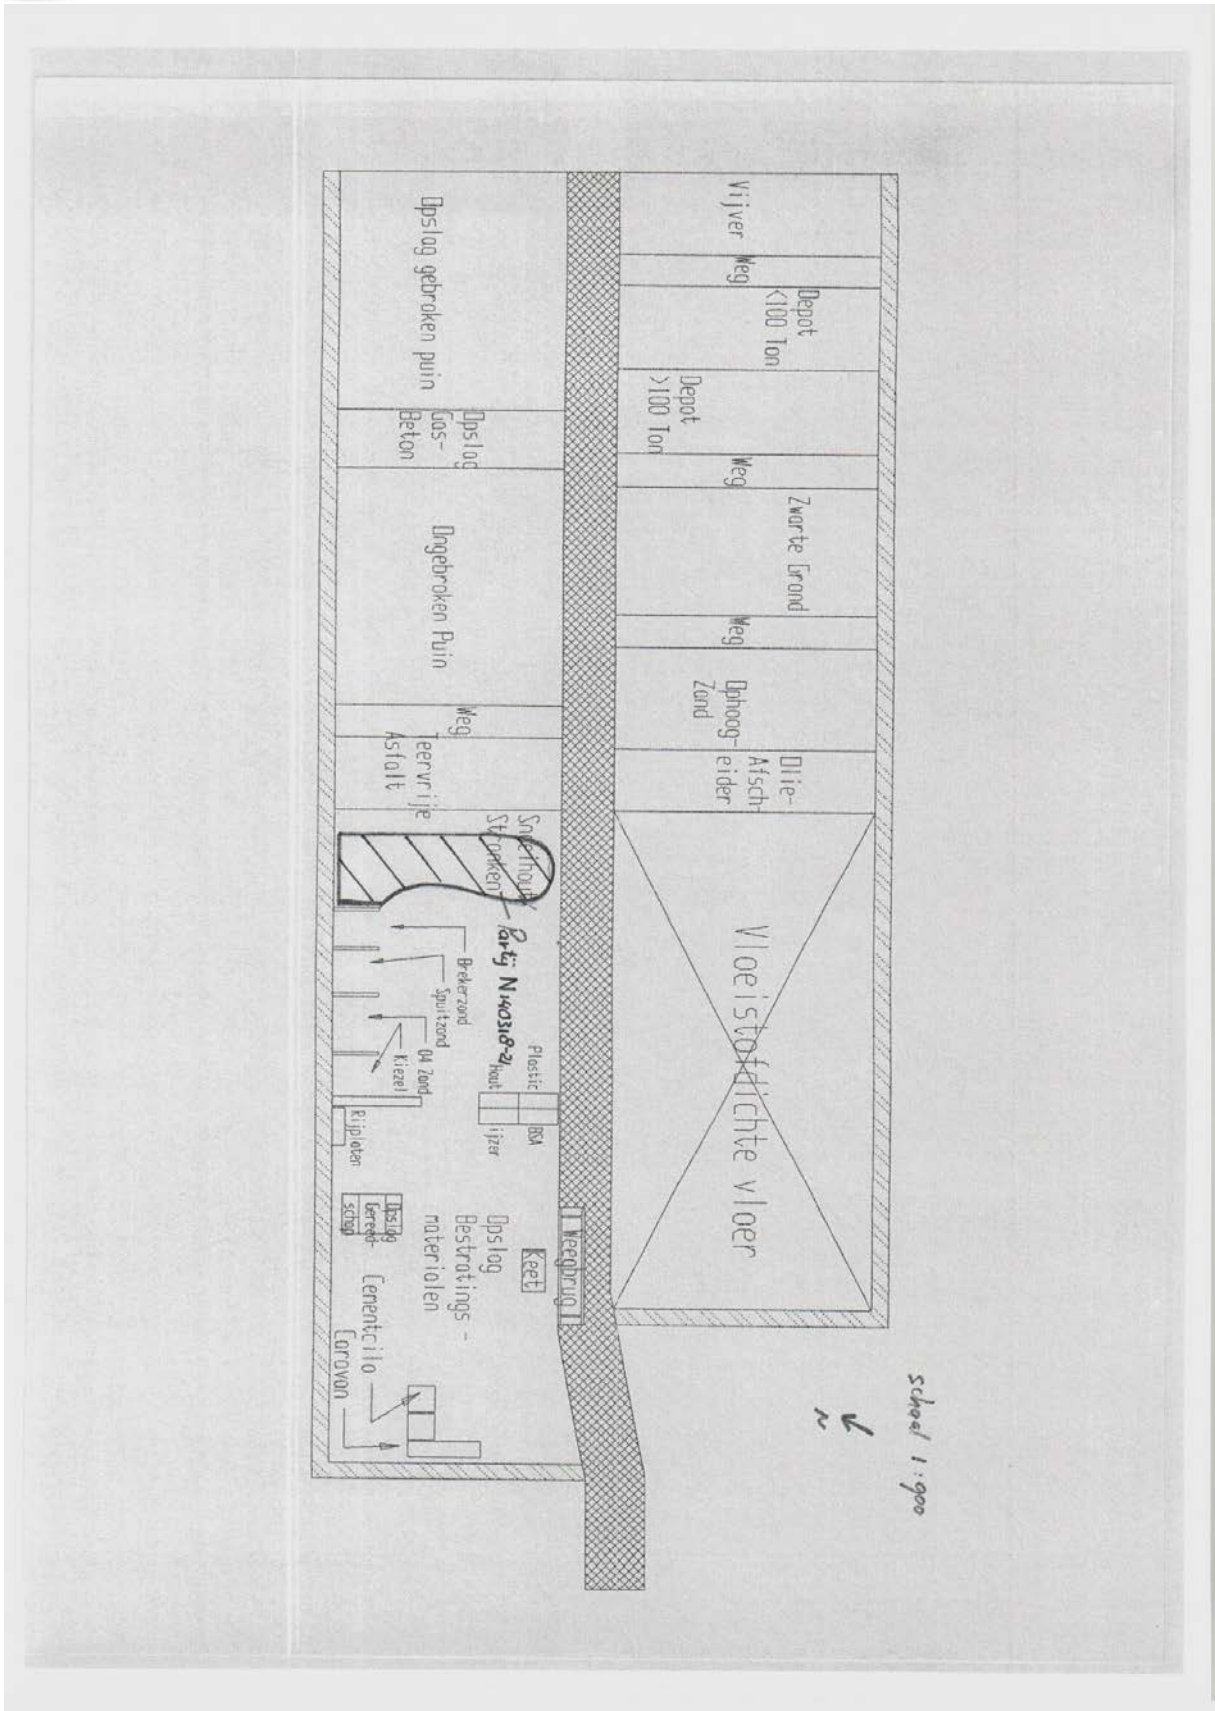 Vijver
Weg
Depot
<100 Ton
Depot
>100 Ton
Weg
Zwarte Grond
Weg
Ophoog-
Zand
Olie-
Afsch-
eider
Vloeistofdichte vloer
Opslag gebroken puin
Opslag
Gas-
Beton
Ongebroken Puin
Weg
Teervrije
Asfalt
Snoeihout/
Stronken
Partij N140318-21
Brekerzand
Spuitzand
04 Zand
Kiezel
Plastic
Hout
BSA
ijzer
Rijplaten
Opslag
Gereed-
schap
Opslag
Bestratings -
materialen
Keet
Weegbrug
Cementcilo
Caravan
schaal 1:900
N